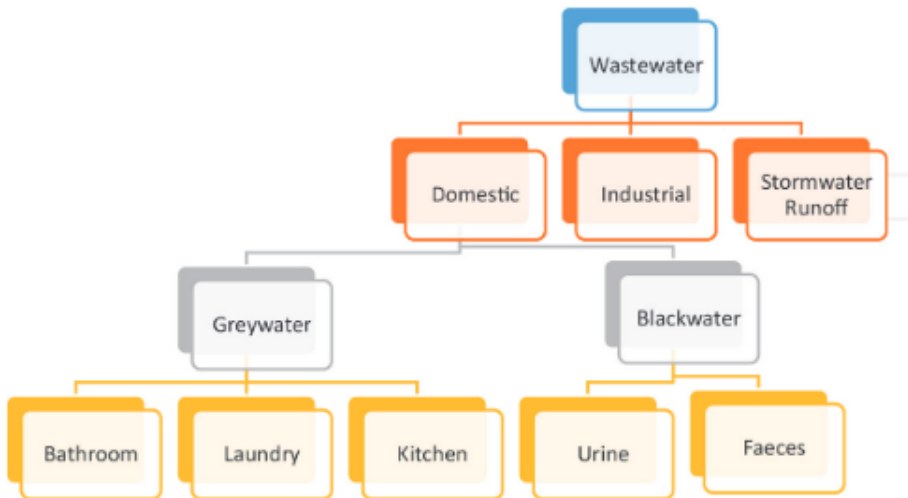 Wastewater
Domestic
Industrial
Stormwater
Runoff
Greywater
Blackwater
Bathroom
Laundry
Kitchen
Urine
Faeces